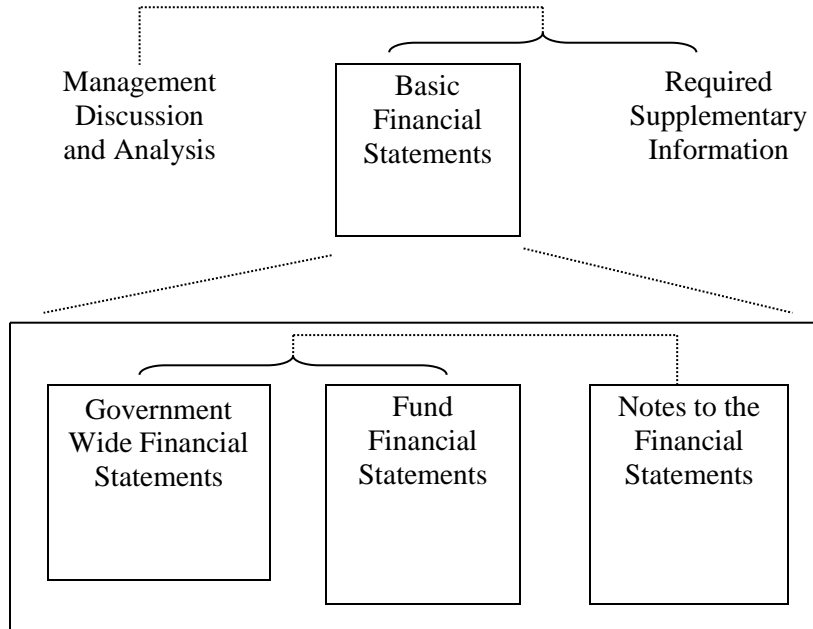 Management
Discussion
and Analysis
Basic
Financial
Statements
Required
Supplementary
Information
Government
Wide Financial
Statements
Fund
Financial
Statements
Notes to the
Financial
Statements